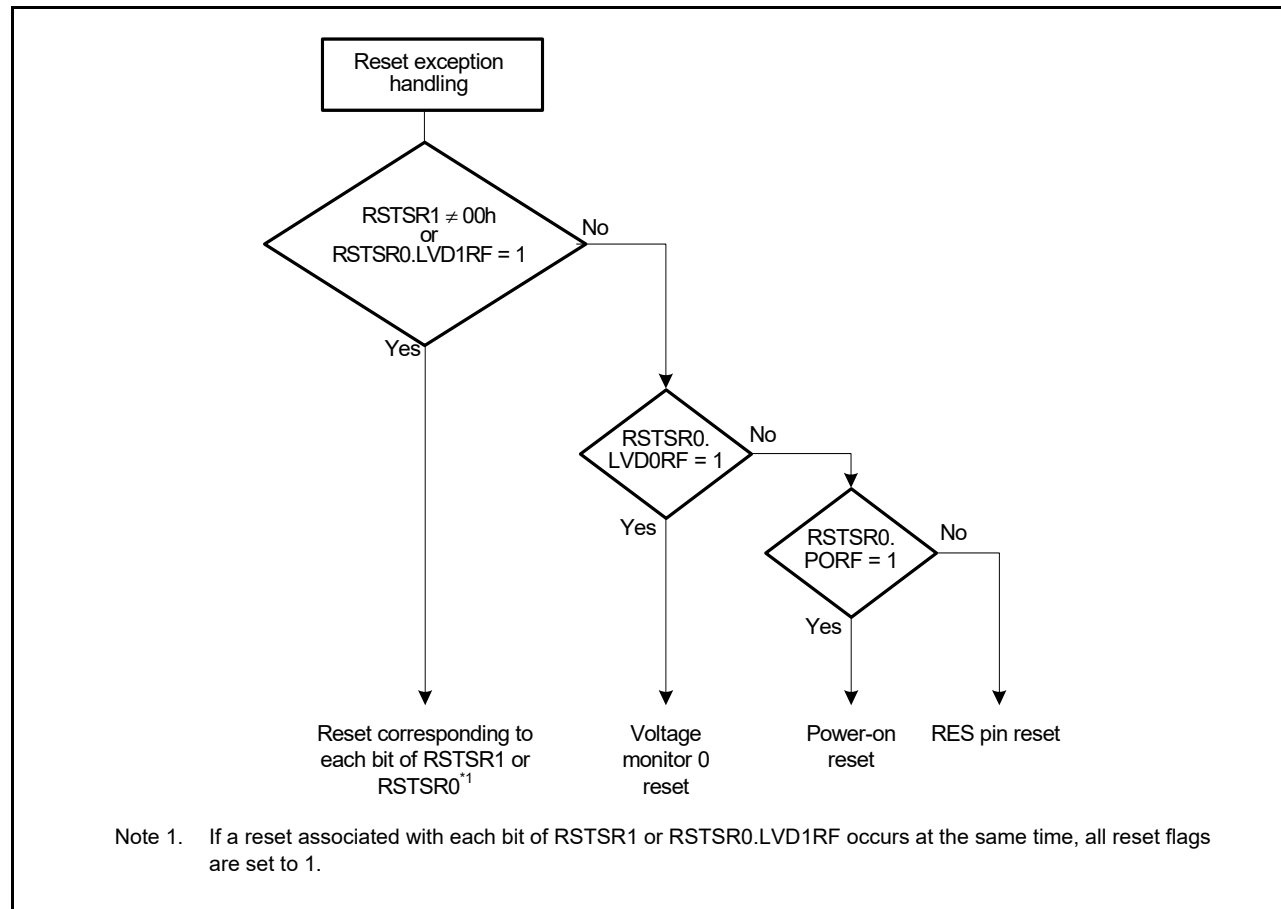 Reset exception
handling
RSTSR1 ≠ 00h
or
RSTSR0.LVD1RF = 1
No
Yes
RSTSR0.
LVD0RF = 1
No
Yes
RSTSR0.
PORF = 1
No
Yes
Reset corresponding to
each bit of RSTSR1 or
RSTSR0*1
Voltage
monitor 0
reset
Power-on
reset
RES pin reset
Note 1. If a reset associated with each bit of RSTSR1 or RSTSR0.LVD1RF occurs at the same time, all reset flags
are set to 1.